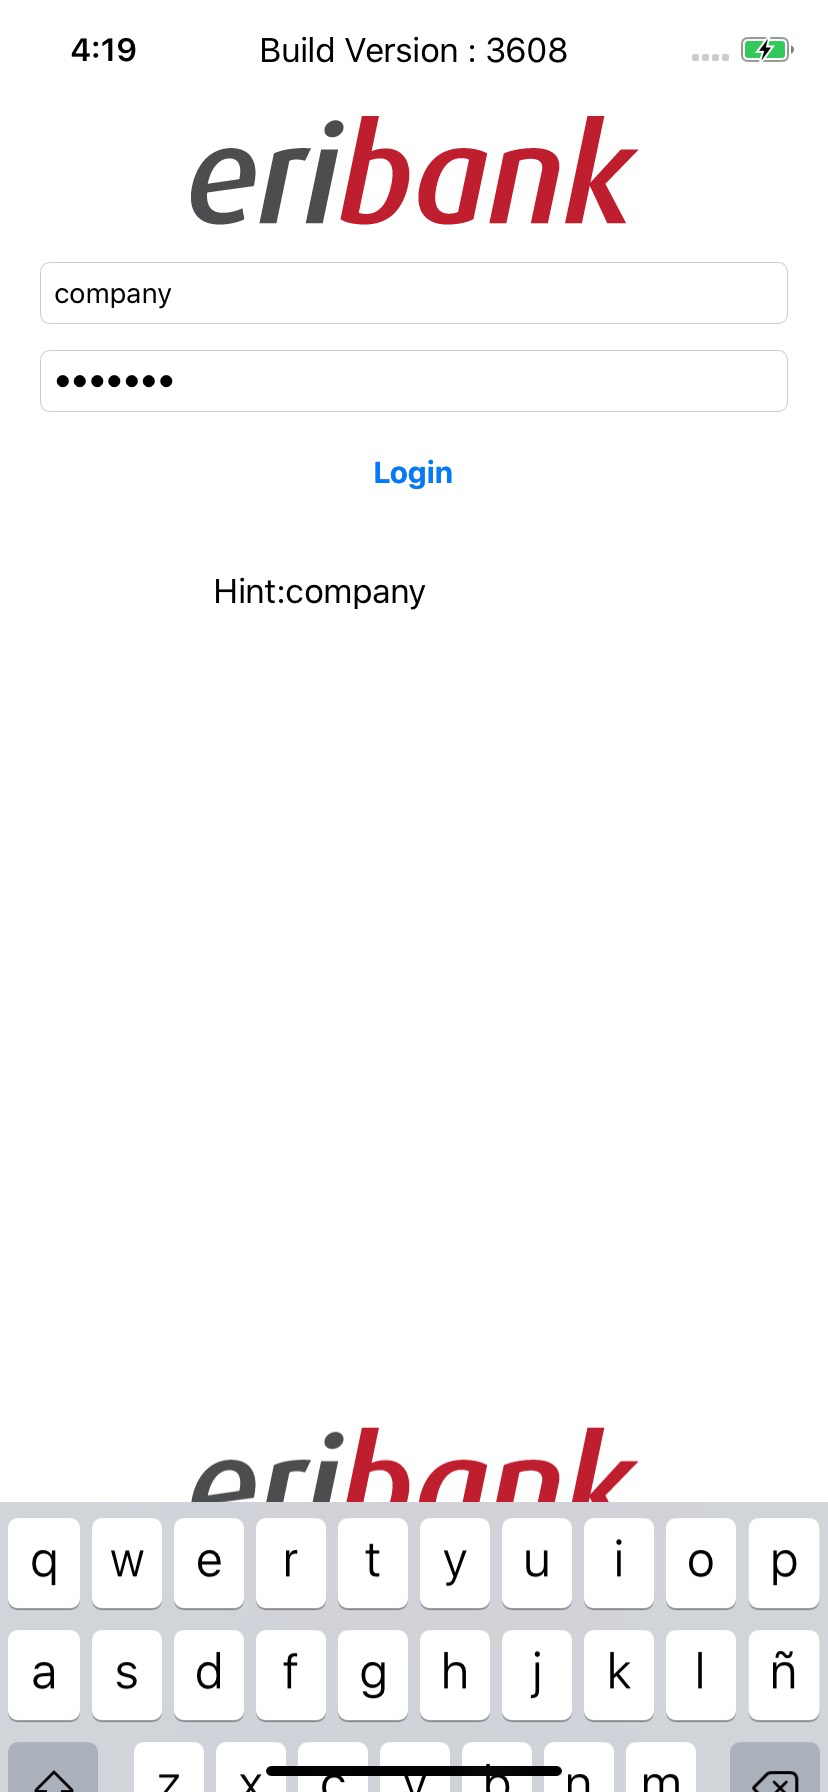 4:19 Build Version : 3608
eribank
company
•••••••
Login
Hint:company
eribank
q w e r t y u i o p
a s d f g h j k l ñ
z x c v b n m